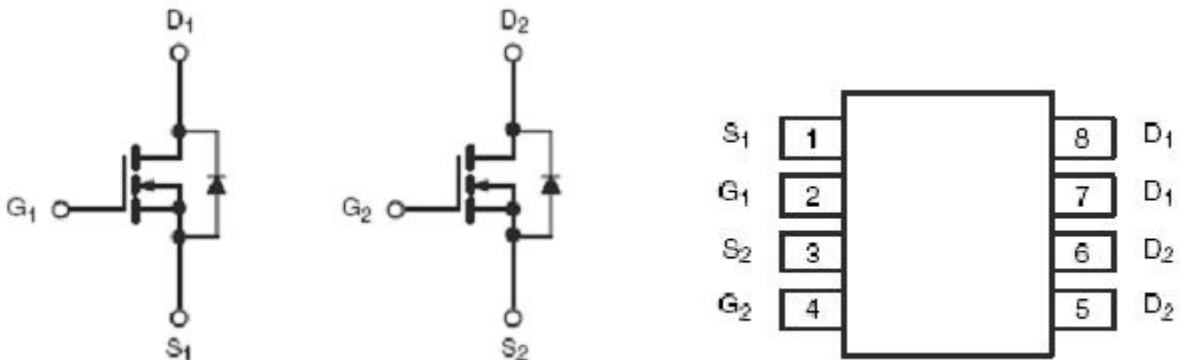 D₁
G₁
S₁
D₂
G₂
S₂
S₁ 1 8 D₁
G₁ 2 7 D₁
S₂ 3 6 D₂
G₂ 4 5 D₂